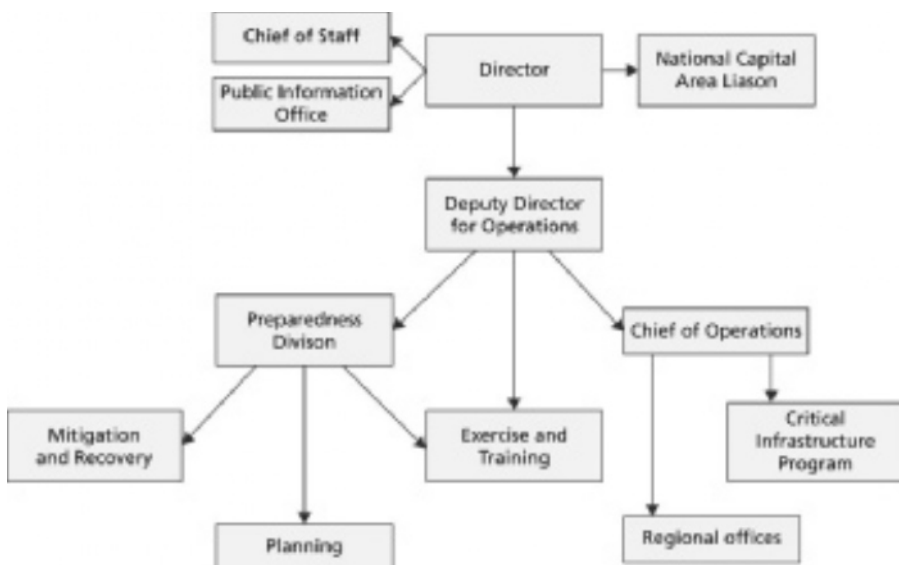 Chief of Staff
Director
National Capital
Area Liason
Public Information
Office
Deputy Director
for Operations
Preparedness
Divison
Chief of Operations
Mitigation
and Recovery
Exercise and
Training
Critical
Infrastructure
Program
Planning
Regional offices